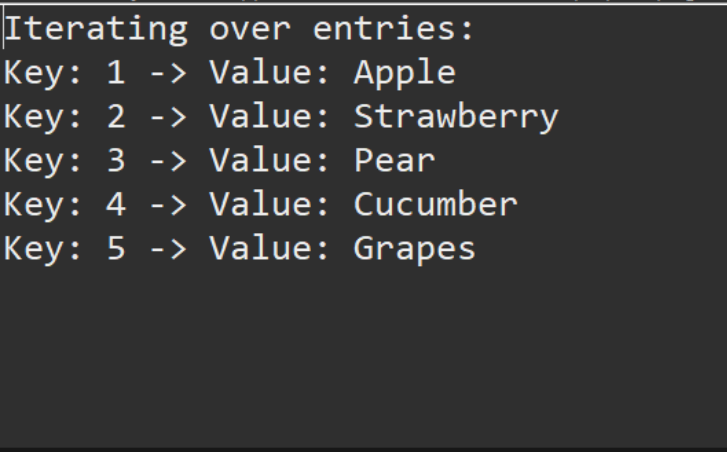 Iterating over entries:
Key: 1 -> Value: Apple
Key: 2 -> Value: Strawberry
Key: 3 -> Value: Pear
Key: 4 -> Value: Cucumber
Key: 5 -> Value: Grapes